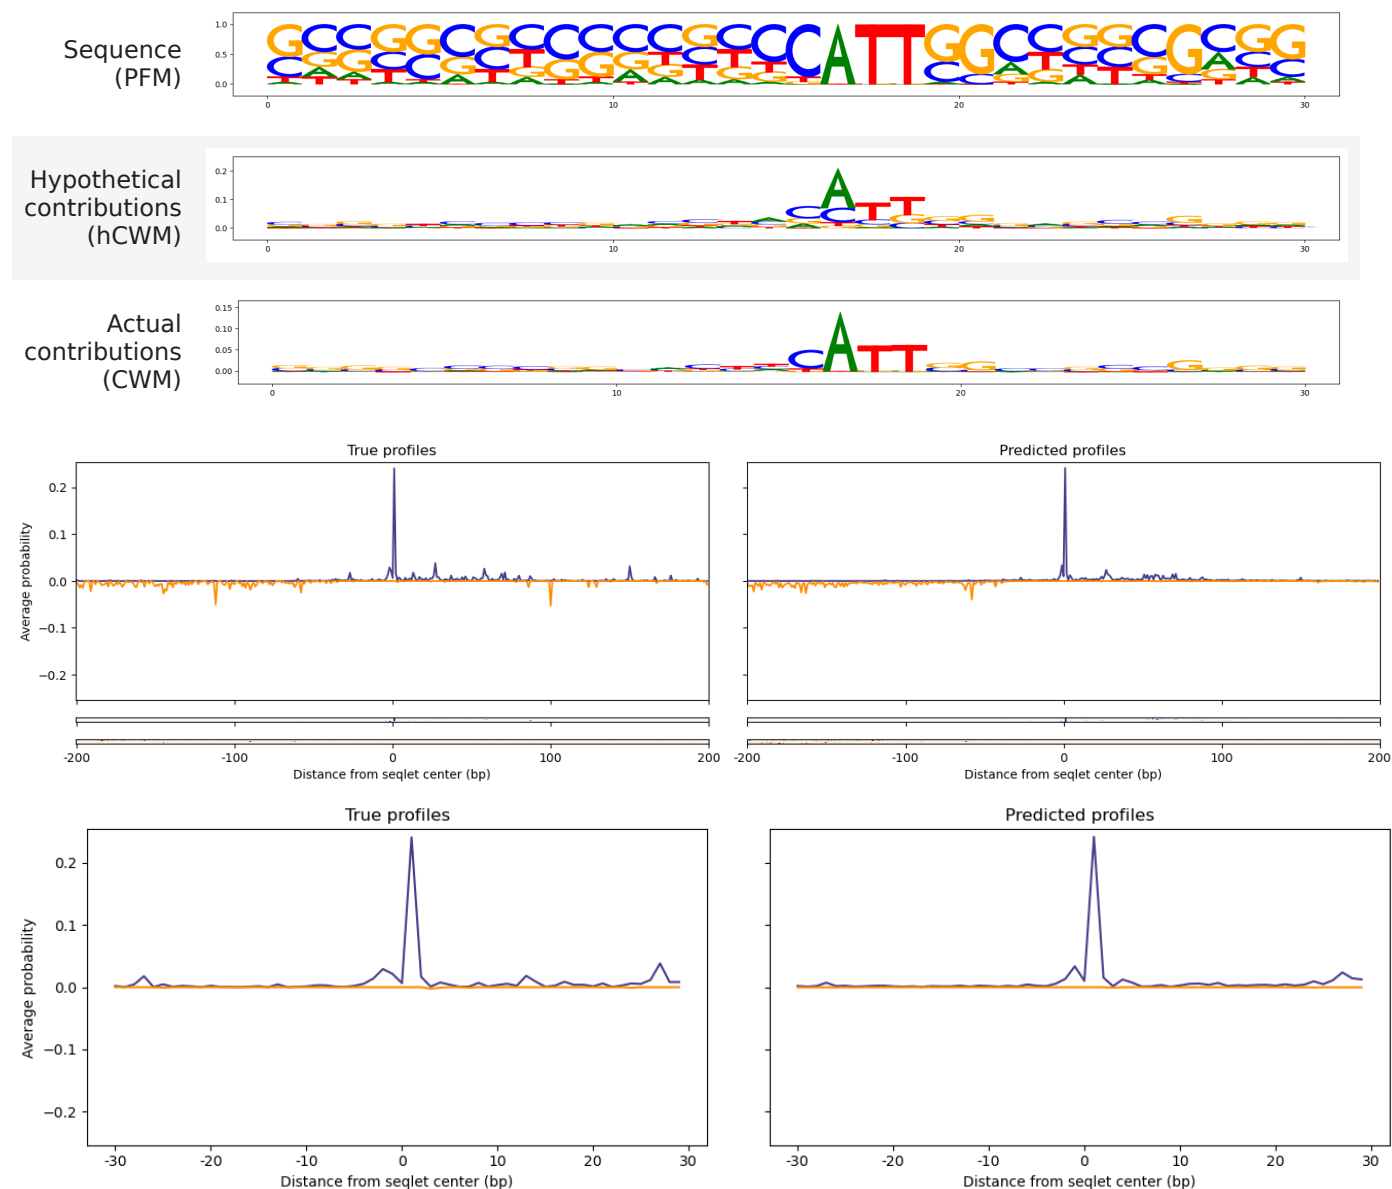 Sequence
(PFM)
1.0
0.5
0.0
0 10 20 30
Hypothetical
contributions
(hCWM)
0.2
0.1
0.0
0 10 20 30
Actual
contributions
(CWM)
0.15
0.10
0.05
0.00
0 10 20 30
True profiles
Predicted profiles
Average probability
0.2
0.1
0.0
−0.1
−0.2
-200 -100 0 100 200
-200 -100 0 100 200
Distance from seqlet center (bp)
Distance from seqlet center (bp)
True profiles
Predicted profiles
Average probability
0.2
0.1
0.0
−0.1
−0.2
-30 -20 -10 0 10 20 30
-30 -20 -10 0 10 20 30
Distance from seqlet center (bp)
Distance from seqlet center (bp)